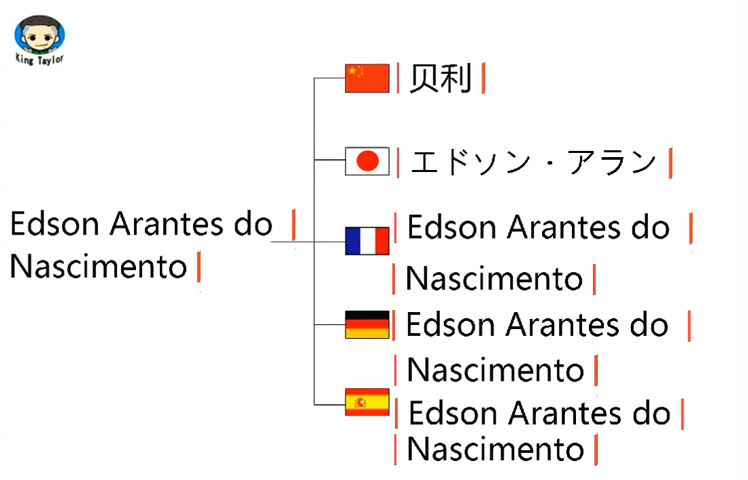 King Taylor
贝利
エドソン・アラン
Edson Arantes do
Nascimento
Edson Arantes do
Nascimento
Edson Arantes do
Nascimento
Edson Arantes do
Nascimento